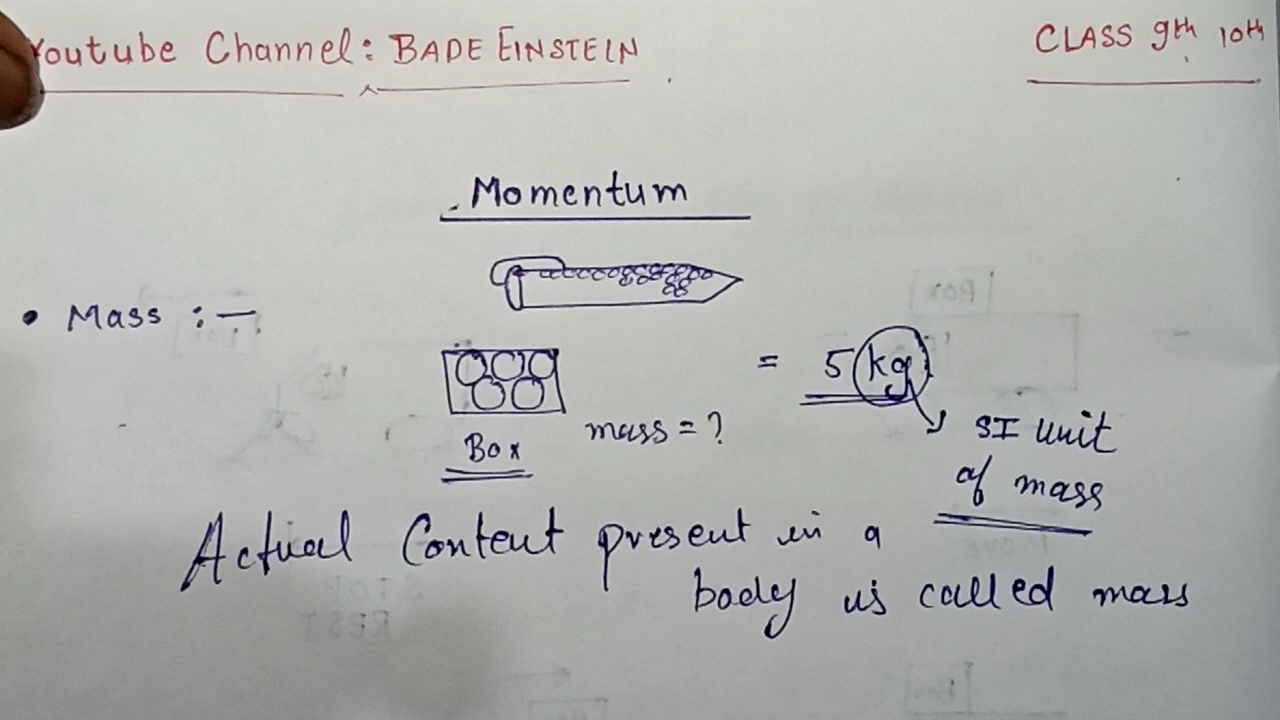 Youtube Channel: BADE EINSTEIN
CLASS 9th 10th
Momentum
• Mass :-
= 5 kg
mass = ?
SI Unit
Box
of mass
Actual Content present in a
body is called mass